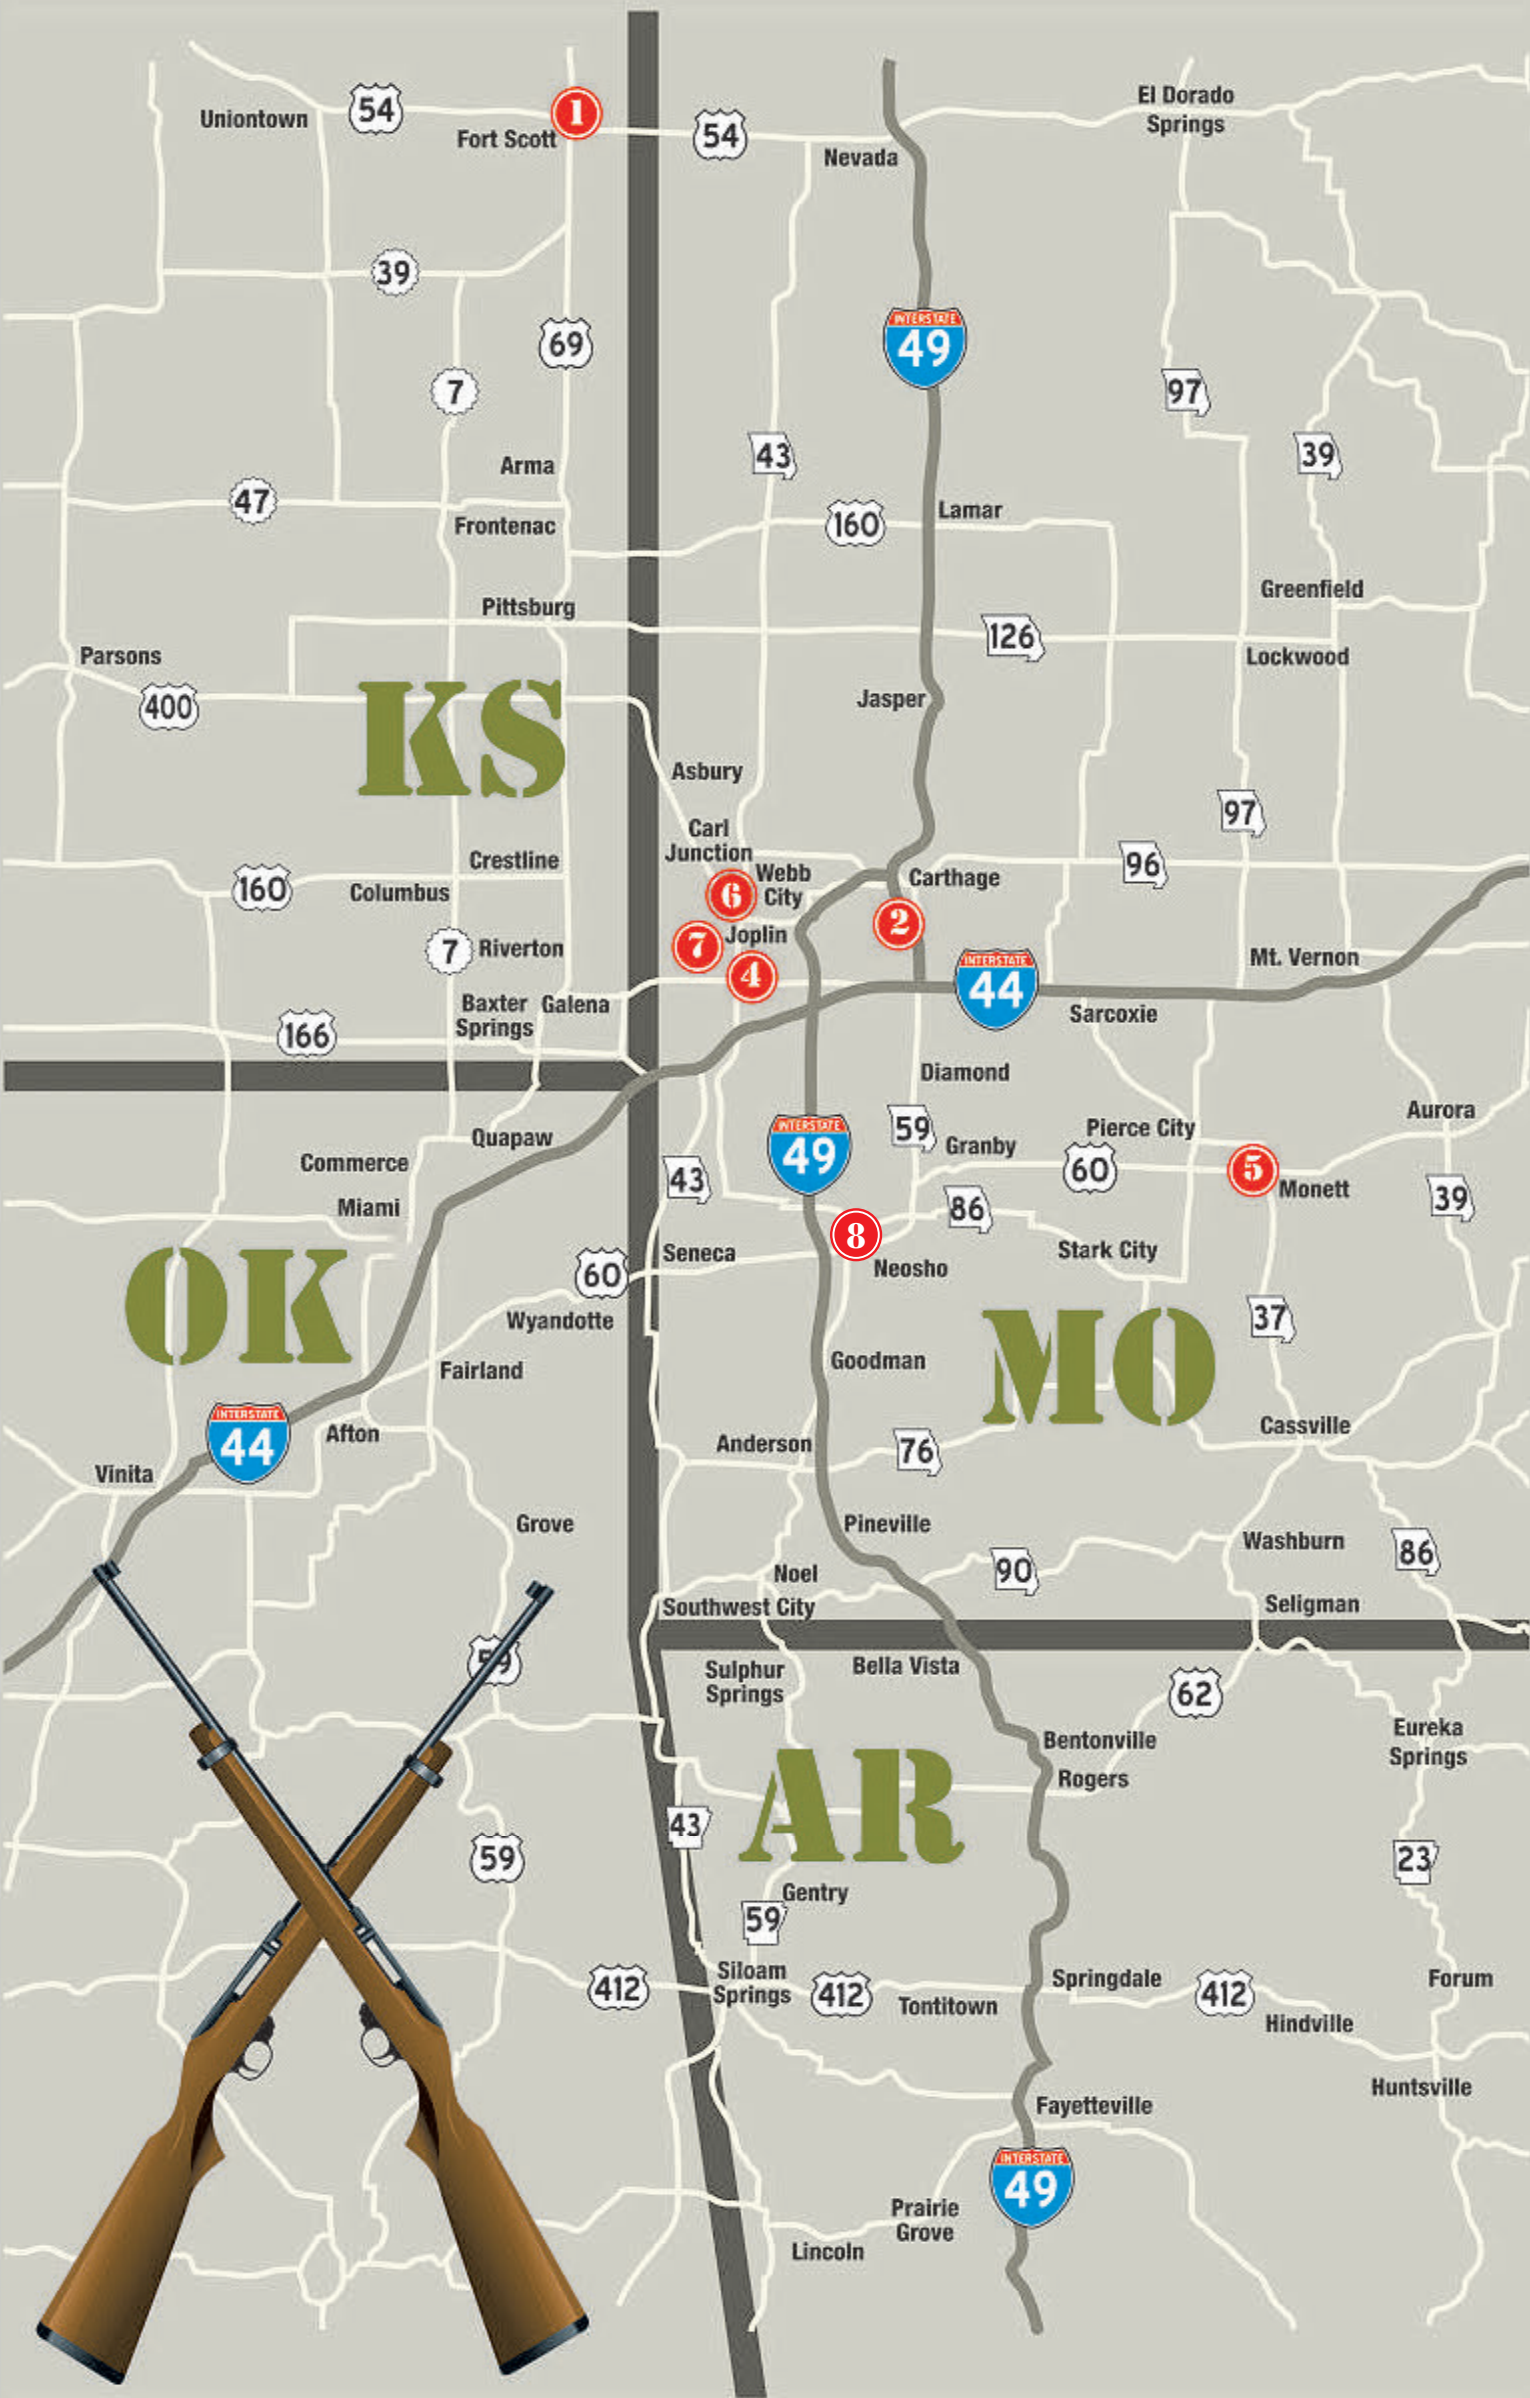 Uniontown
54
Fort Scott
1
54
Nevada
El Dorado
Springs
39
69
7
INTERSTATE
49
97
39
43
Arma
47
Frontenac
160
Lamar
Greenfield
Pittsburg
126
Lockwood
Parsons
400
KS
Jasper
Asbury
97
Carl
Junction
Crestline
96
160
Columbus
6
Webb
City
Carthage
2
7
Riverton
7
Joplin
4
Mt. Vernon
INTERSTATE
44
Baxter
Springs
Galena
Sarcoxie
166
Diamond
Aurora
Quapaw
INTERSTATE
49
59
Granby
Pierce City
60
5
Monett
Commerce
Miami
43
86
39
8
Neosho
Stark City
Seneca
60
OK
Wyandotte
MO
37
Goodman
Fairland
INTERSTATE
44
Afton
Anderson
76
Cassville
Vinita
Grove
Pineville
Washburn
86
90
Noel
Southwest City
Seligman
59
Sulphur
Springs
Bella Vista
62
Bentonville
Rogers
Eureka
Springs
AR
43
59
23
Gentry
59
412
Siloam
Springs
412
Tontitown
Springdale
412
Hindville
Forum
Huntsville
Fayetteville
INTERSTATE
49
Prairie
Grove
Lincoln